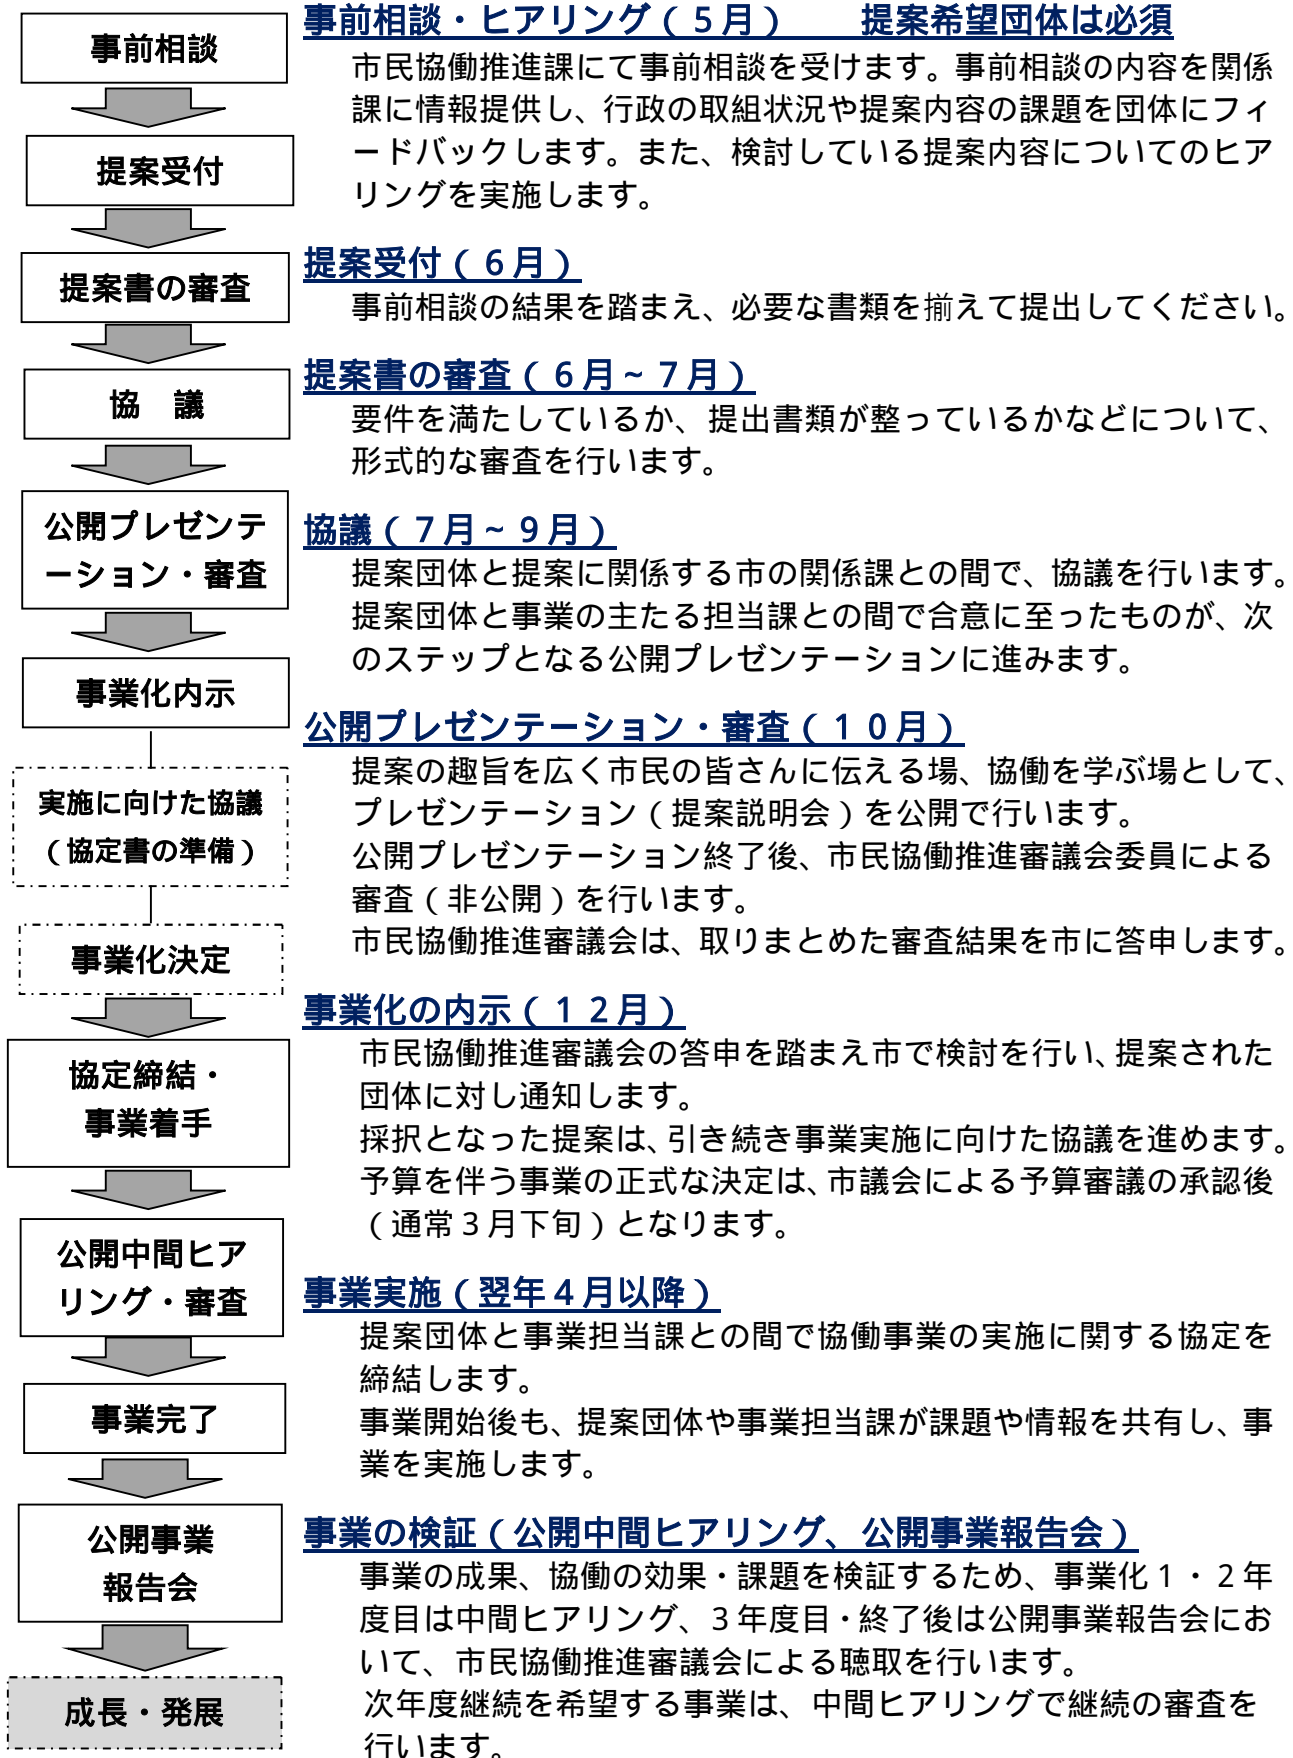 事前相談
提案受付
提案書の審査
協　議
公開プレゼンテ
ーション・審査
事業化内示
実施に向けた協議
（協定書の準備）
事業化決定
協定締結・
事業着手
公開中間ヒア
リング・審査
事業完了
公開事業
報告会
成長・発展
事前相談・ヒアリング（５月）　　提案希望団体は必須
市民協働推進課にて事前相談を受けます。事前相談の内容を関係
課に情報提供し、行政の取組状況や提案内容の課題を団体にフィ
ードバックします。また、検討している提案内容についてのヒア
リングを実施します。
提案受付（６月）
事前相談の結果を踏まえ、必要な書類を揃えて提出してください。
提案書の審査（６月～７月）
要件を満たしているか、提出書類が整っているかなどについて、
形式的な審査を行います。
協議（７月～９月）
提案団体と提案に関係する市の関係課との間で、協議を行います。
提案団体と事業の主たる担当課との間で合意に至ったものが、次
のステップとなる公開プレゼンテーションに進みます。
公開プレゼンテーション・審査（１０月）
提案の趣旨を広く市民の皆さんに伝える場、協働を学ぶ場として、
プレゼンテーション（提案説明会）を公開で行います。
公開プレゼンテーション終了後、市民協働推進審議会委員による
審査（非公開）を行います。
市民協働推進審議会は、取りまとめた審査結果を市に答申します。
事業化の内示（１２月）
市民協働推進審議会の答申を踏まえ市で検討を行い、提案された
団体に対し通知します。
採択となった提案は、引き続き事業実施に向けた協議を進めます。
予算を伴う事業の正式な決定は、市議会による予算審議の承認後
（通常３月下旬）となります。
事業実施（翌年４月以降）
提案団体と事業担当課との間で協働事業の実施に関する協定を
締結します。
事業開始後も、提案団体や事業担当課が課題や情報を共有し、事
業を実施します。
事業の検証（公開中間ヒアリング、公開事業報告会）
事業の成果、協働の効果・課題を検証するため、事業化１・２年
度目は中間ヒアリング、３年度目・終了後は公開事業報告会にお
いて、市民協働推進審議会による聴取を行います。
次年度継続を希望する事業は、中間ヒアリングで継続の審査を
行います。